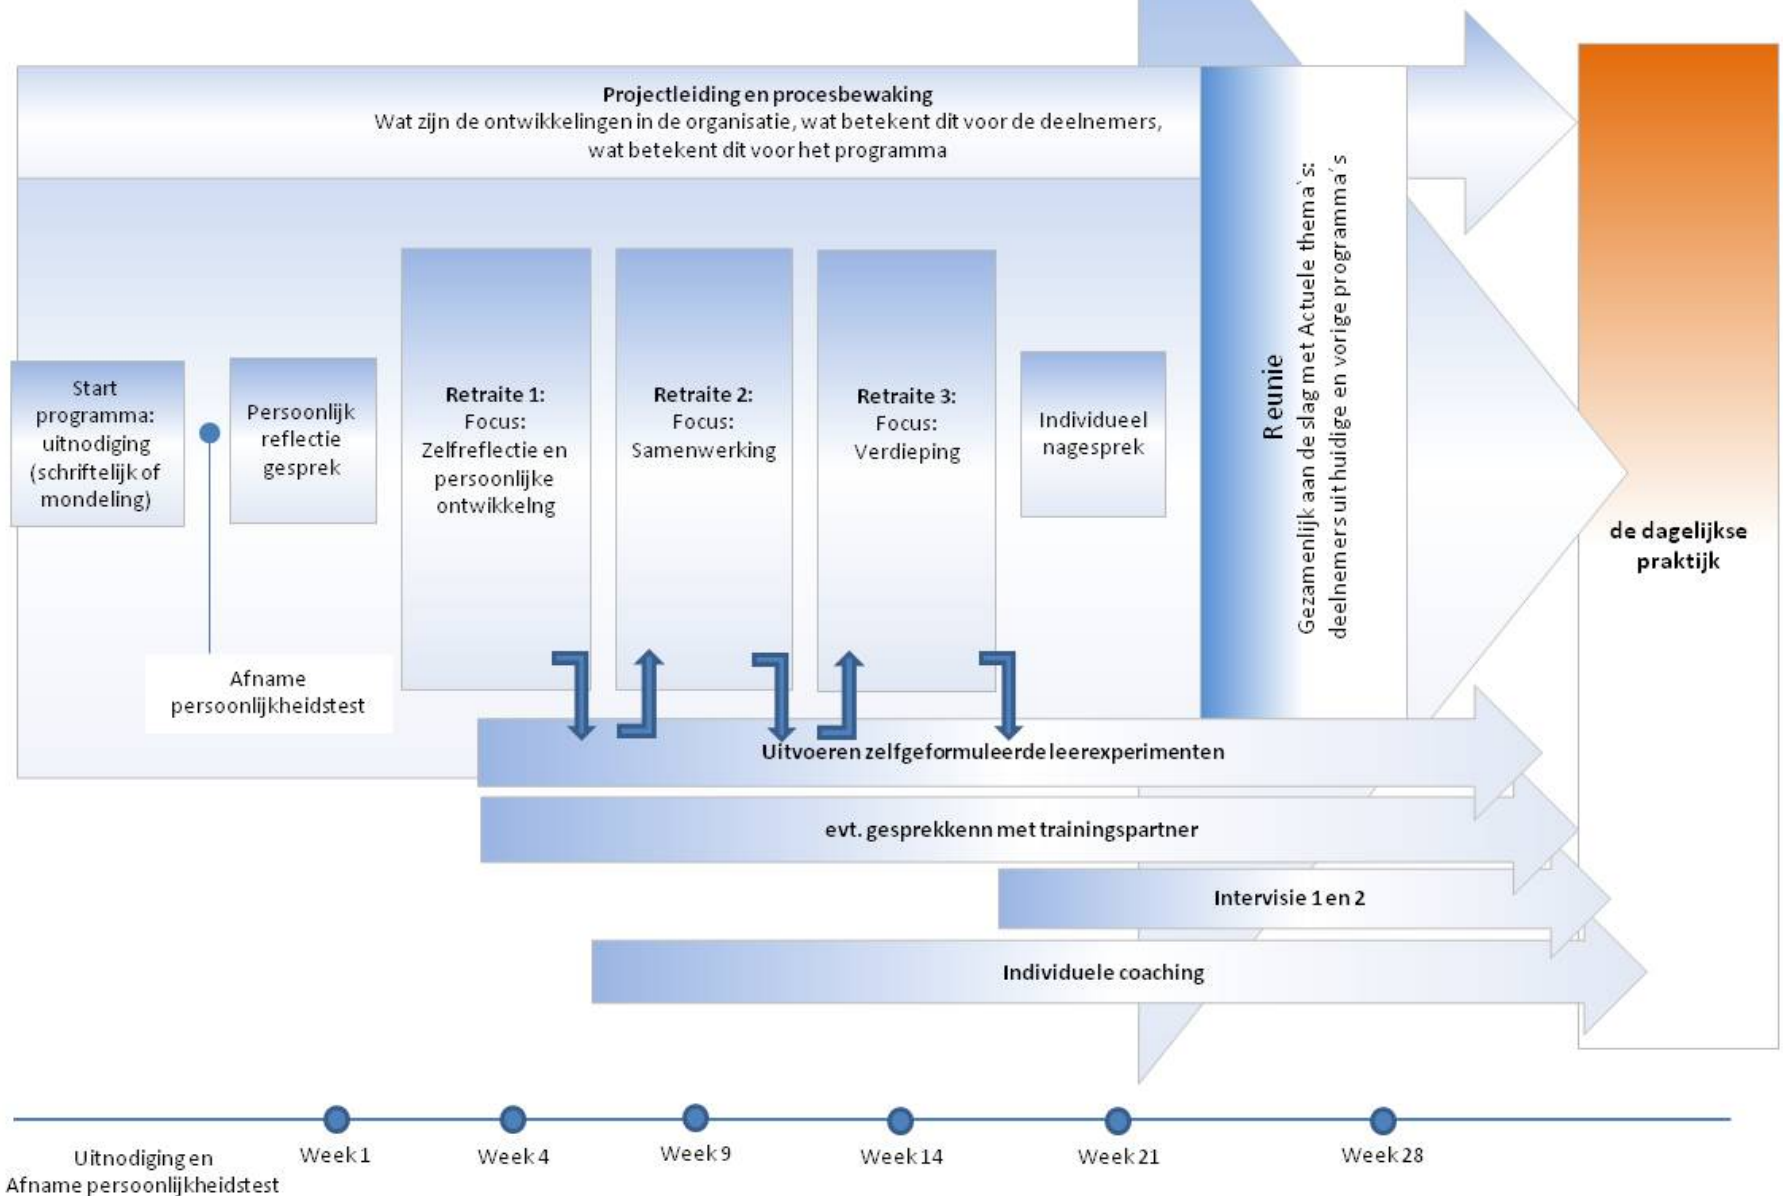 Projectleiding en procesbewaking
Wat zijn de ontwikkelingen in de organisatie, wat betekent dit voor de deelnemers,
wat betekent dit voor het programma
Start
programma:
uitnodiging
(schriftelijk of
mondeling)
Persoonlijk
reflectie
gesprek
Afname
persoonlijkheidstest
Retraite 1:
Focus:
Zelfreflectie en
persoonlijke
ontwikkelng
Retraite 2:
Focus:
Samenwerking
Retraite 3:
Focus:
Verdieping
Individueel
nagesprek
Reunie
Gezamenlijk aan de slag met Actuele thema`s:
deelnemers uit huidige en vorige programma´s
de dagelijkse
praktijk
Uitvoeren zelfgeformuleerde leerexperimenten
evt. gesprekkenn met trainingspartner
Intervisie 1 en 2
Individuele coaching
Uitnodiging en
Afname persoonlijkheidstest
Week 1
Week 4
Week 9
Week 14
Week 21
Week 28